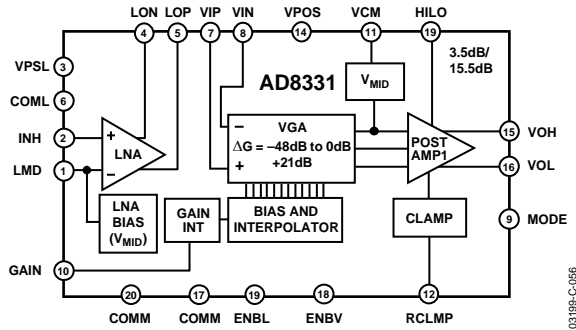 LON LOP VIP VIN VPOS VCM HILO
4 5 7 8 14 11 19
3.5dB/
15.5dB
VPSL 3
AD8331
VMID
COML 6
INH 2
+
LNA
–
LMD 1
–
VGA
ΔG = –48dB to 0dB
+21dB
+
POST
AMP1
15 VOH
16 VOL
LNA
BIAS
(VMID)
GAIN
INT
BIAS AND
INTERPOLATOR
CLAMP
9 MODE
GAIN 10
20 17 19 18 12
COMM COMM ENBL ENBV RCLMP
03199-C-056